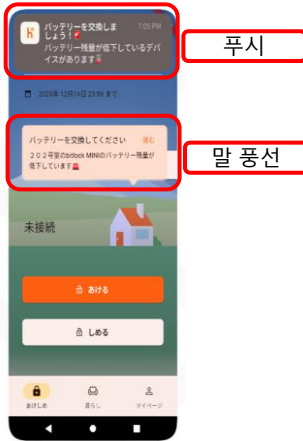 バッテリーを交換しま
しょう！🚨
7:05 PM
バッテリー残量が低下しているデバ
イスがあります🪫
푸시
2025年 12月14日 23:59 まで
バッテリーを交換してください 進む
２０２号室のbitlock MINIのバッテリー残量が
低下しています🚨
말 풍선
未接続
あける
しめる
あけしめ
暮らし
マイページ